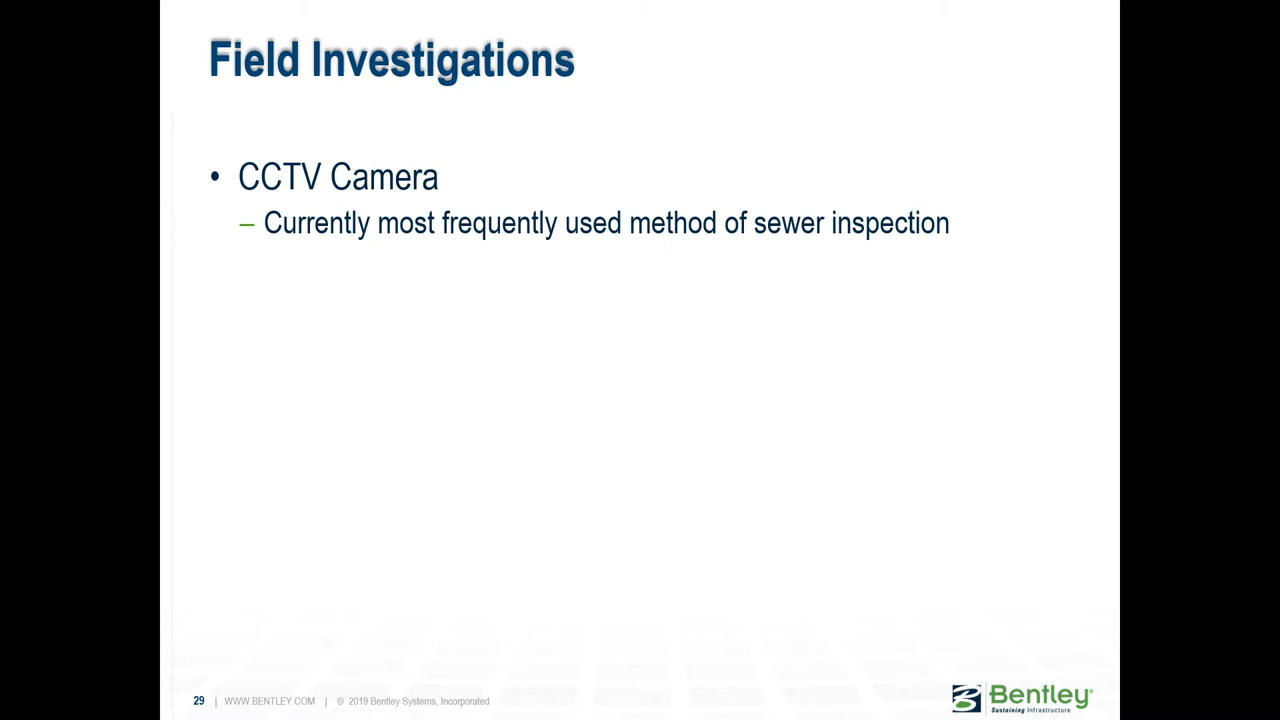 Field Investigations
• CCTV Camera
– Currently most frequently used method of sewer inspection
29 | WWW.BENTLEY.COM | © 2019 Bentley Systems, Incorporated
Bentley®
Sustaining Infrastructure